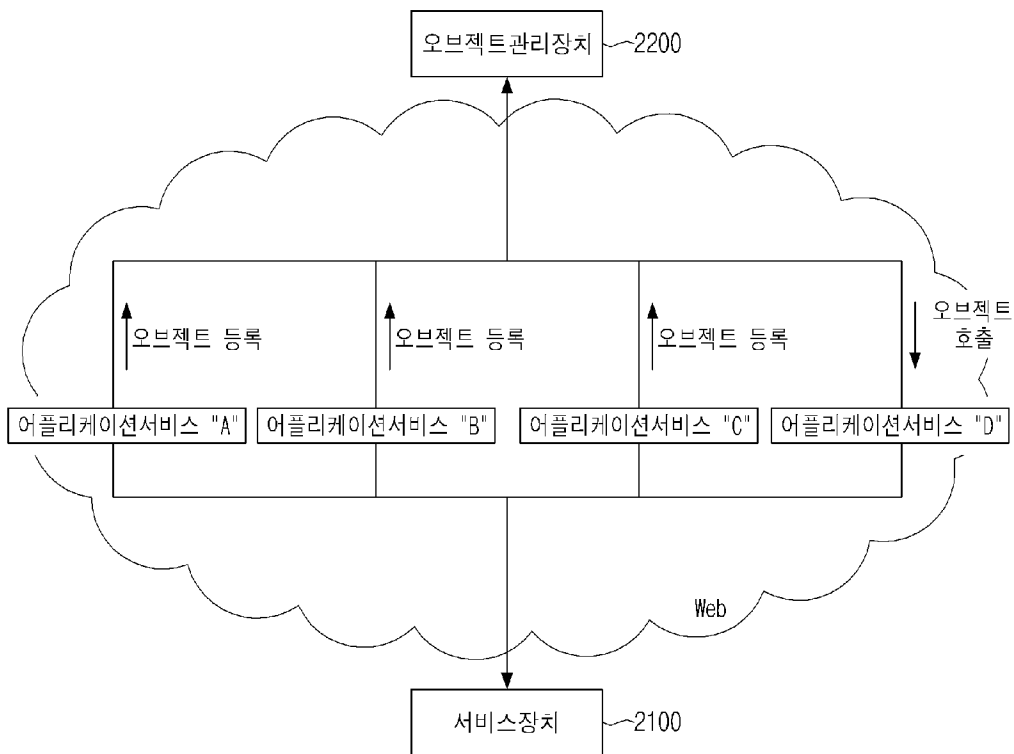 오브젝트관리장치 2200
오브젝트 등록
오브젝트 등록
오브젝트 등록
오브젝트
호출
어플리케이션서비스 "A"
어플리케이션서비스 "B"
어플리케이션서비스 "C"
어플리케이션서비스 "D"
Web
서비스장치 2100